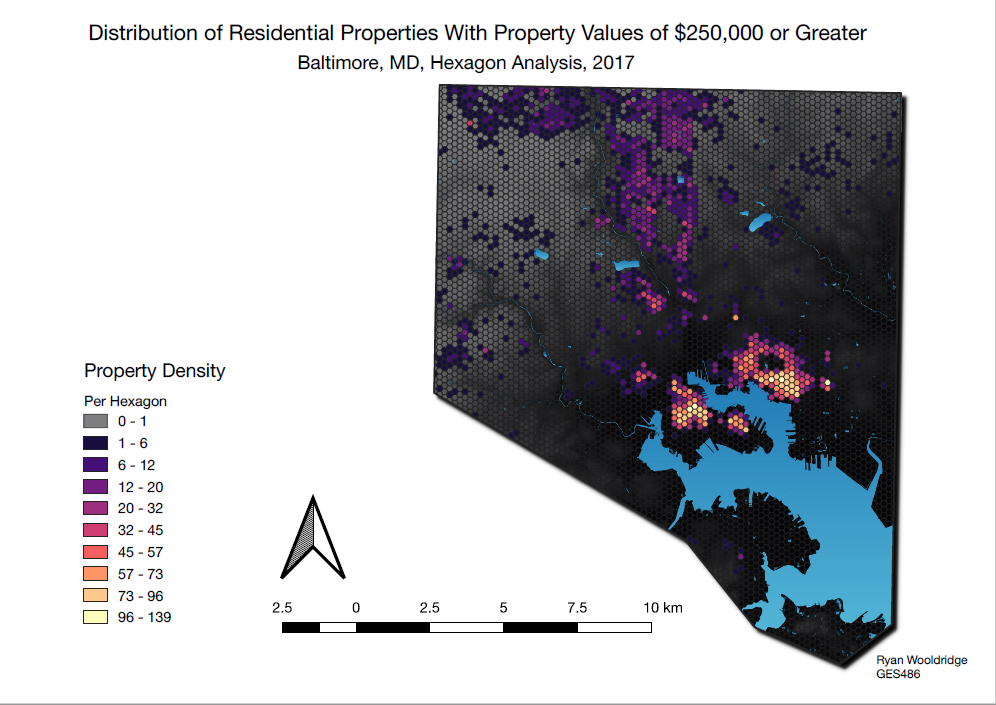 Distribution of Residential Properties With Property Values of $250,000 or Greater
Baltimore, MD, Hexagon Analysis, 2017
Property Density
Per Hexagon
0 - 1
1 - 6
6 - 12
12 - 20
20 - 32
32 - 45
45 - 57
57 - 73
73 - 96
96 - 139
2.5 0 2.5 5 7.5 10 km
Ryan Wooldridge
GES486